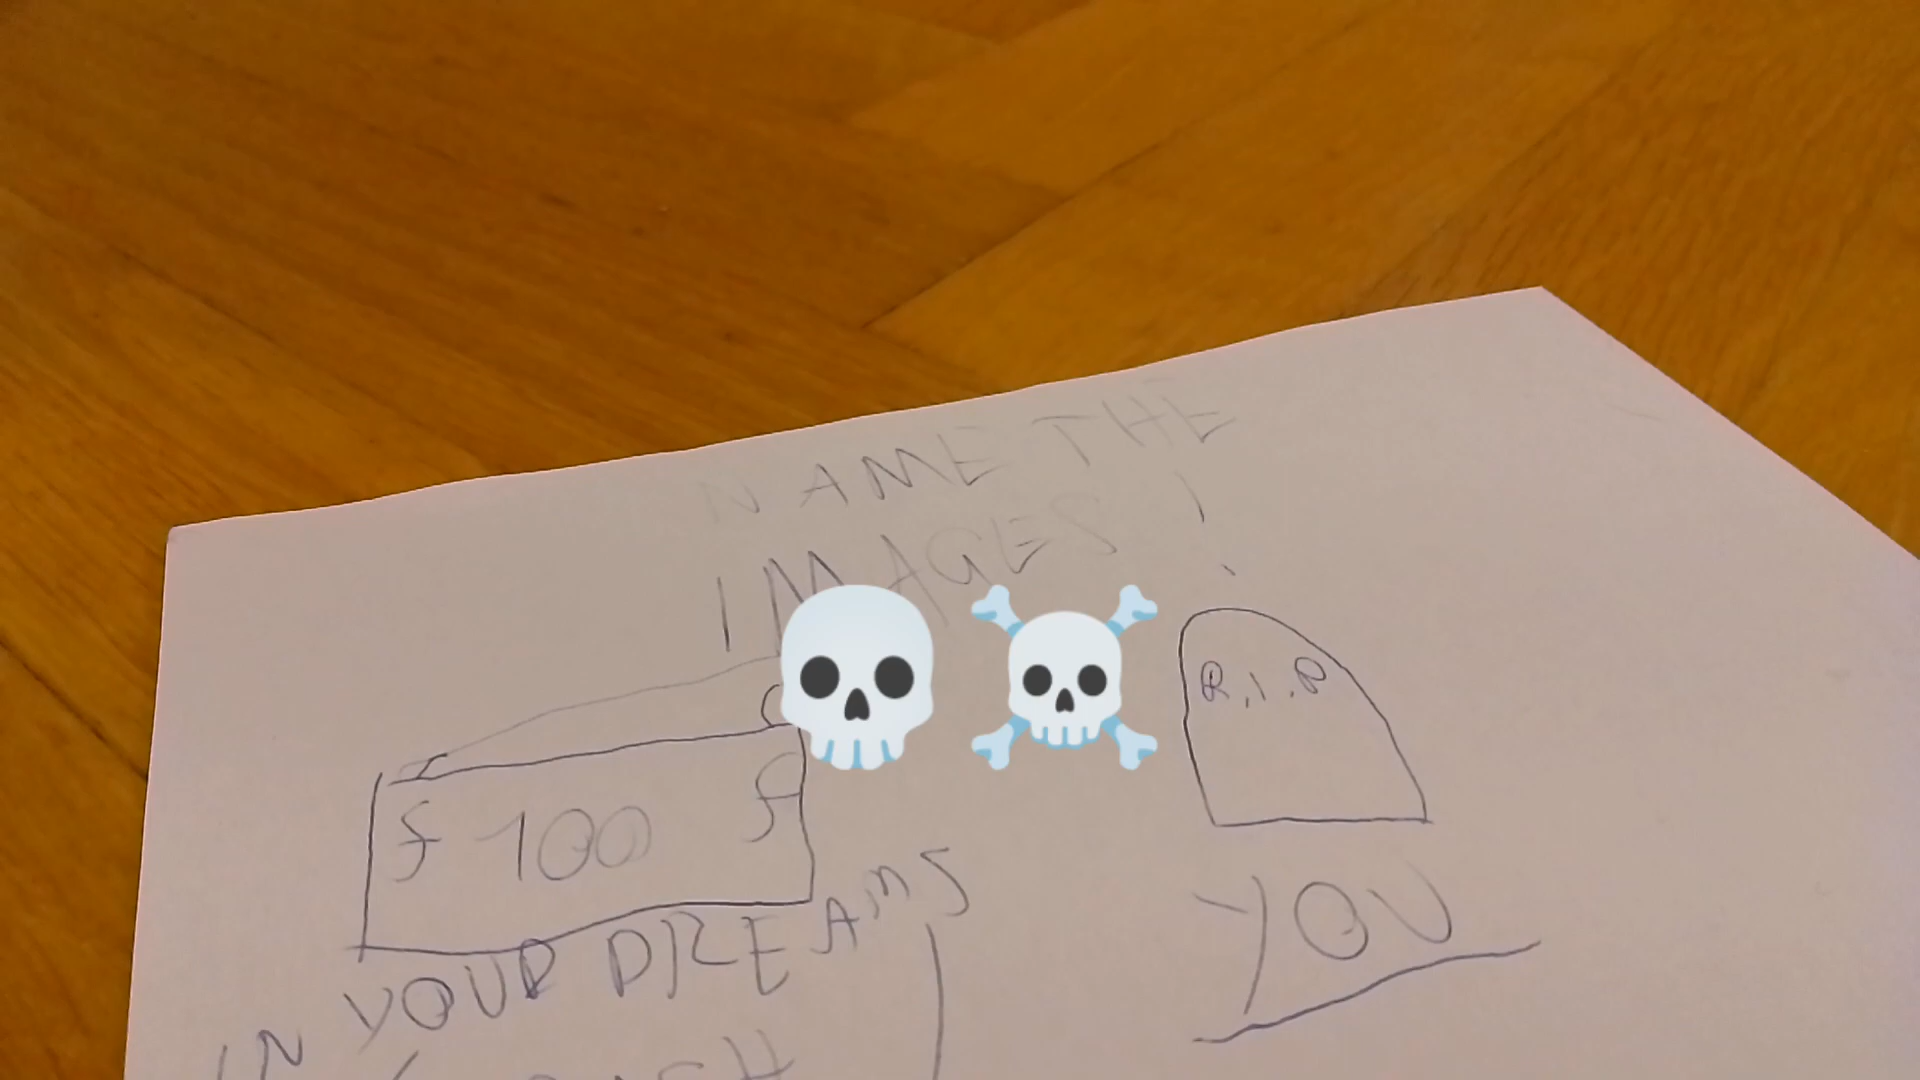 NAME THE
IMAGES!
R.I.P
£ 100 £
IN YOUR DREAMS
YOU